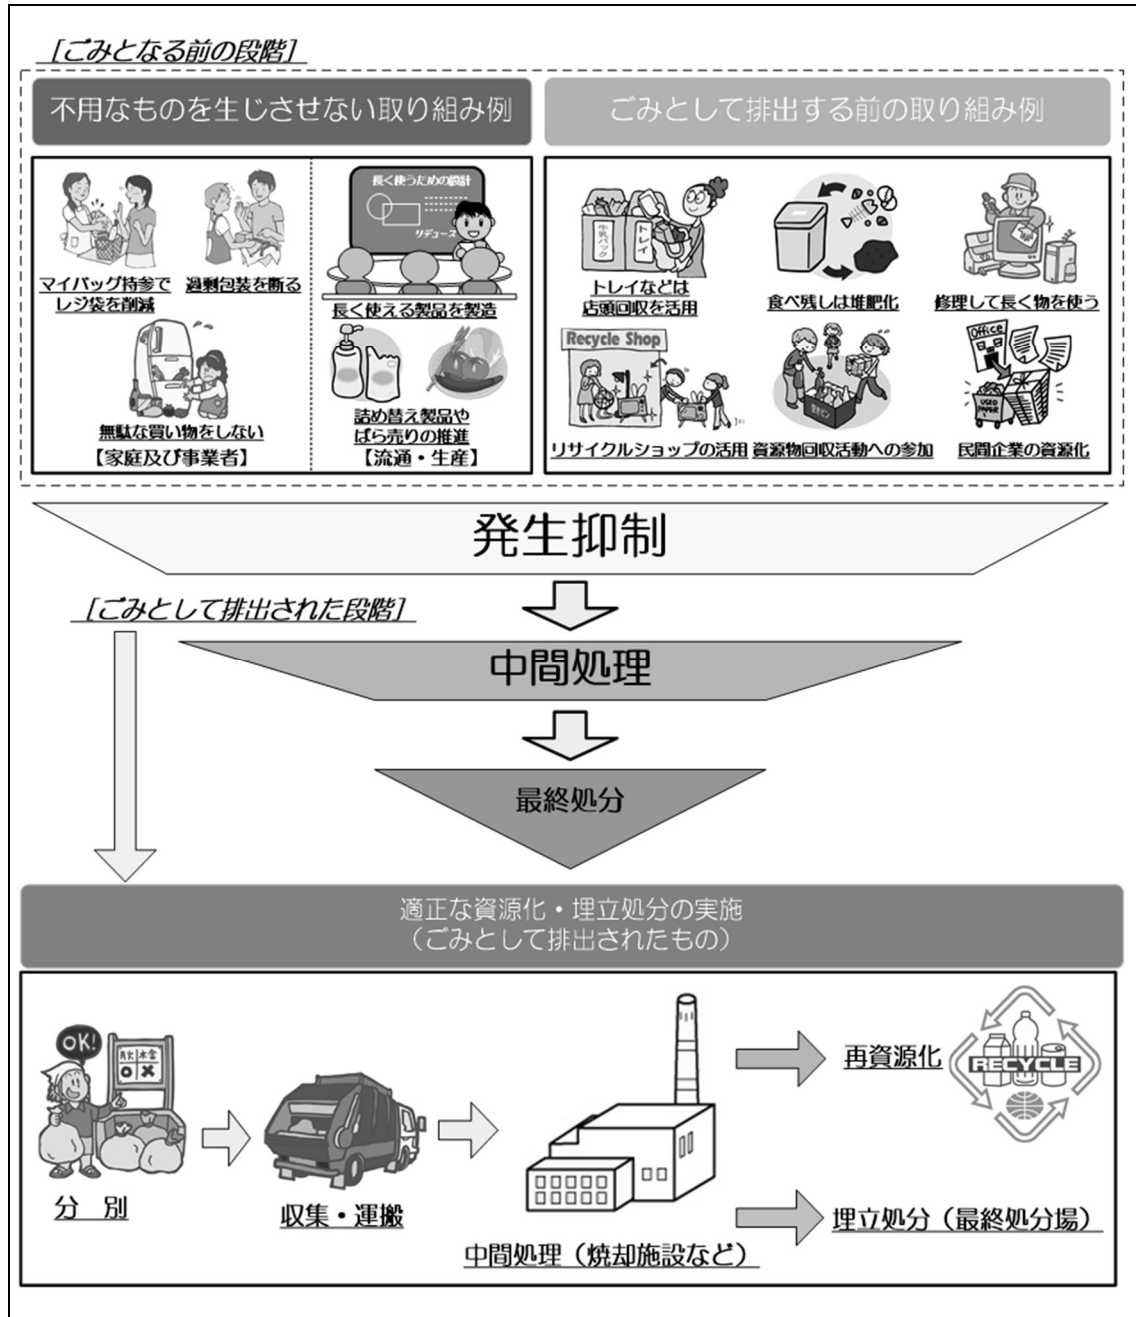 [ごみとなる前の段階]
不用なものを生じさせない取り組み例
ごみとして排出する前の取り組み例
マイバッグ持参で
レジ袋を削減
過剰包装を断る
無駄な買い物をしない
【家庭及び事業者】
長く使うための設計
リデュース
長く使える製品を製造
詰め替え製品や
ばら売りの推進
【流通・生産】
牛乳パック
トレイ
トレイなどは
店頭回収を活用
食べ残しは堆肥化
修理して長く物を使う
Recycle Shop
リサイクルショップの活用
資源物回収活動への参加
Office
USED
PAPER
民間企業の資源化
発生抑制
[ごみとして排出された段階]
中間処理
最終処分
適正な資源化・埋立処分の実施
（ごみとして排出されたもの）
OK!
分 別
収集・運搬
中間処理（焼却施設など）
再資源化
RECYCLE
埋立処分（最終処分場）